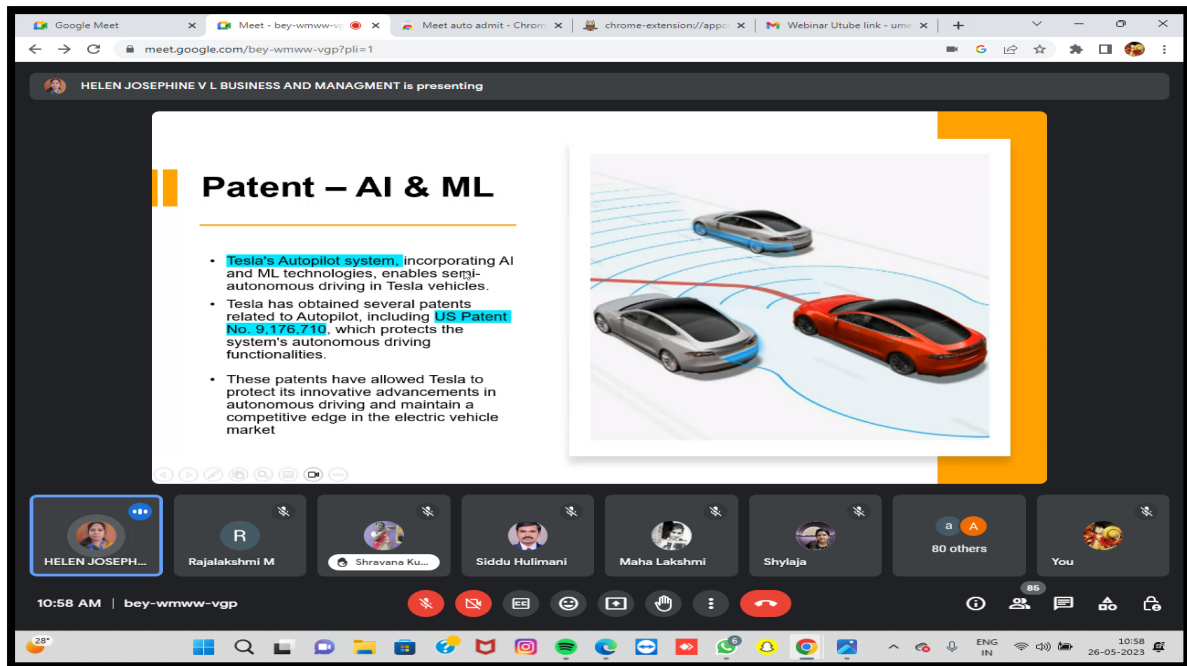 Google Meet
Meet - bey-wmww-vg
Meet auto admit - Chrom
chrome-extension://appc
Webinar Utube link - ume
meet.google.com/bey-wmww-vgp?pli=1
HELEN JOSEPHINE V L BUSINESS AND MANAGMENT is presenting
Patent – AI & ML
• Tesla's Autopilot system, incorporating AI
and ML technologies, enables semi-
autonomous driving in Tesla vehicles.
• Tesla has obtained several patents
related to Autopilot, including US Patent
No. 9,176,710, which protects the
system's autonomous driving
functionalities.
• These patents have allowed Tesla to
protect its innovative advancements in
autonomous driving and maintain a
competitive edge in the electric vehicle
market
R
a A
HELEN JOSEPH...
Rajalakshmi M
Shravana Ku...
Siddu Hulimani
Maha Lakshmi
Shylaja
80 others
You
10:58 AM | bey-wmww-vgp
85
28°
6
ENG
IN
10:58
26-05-2023